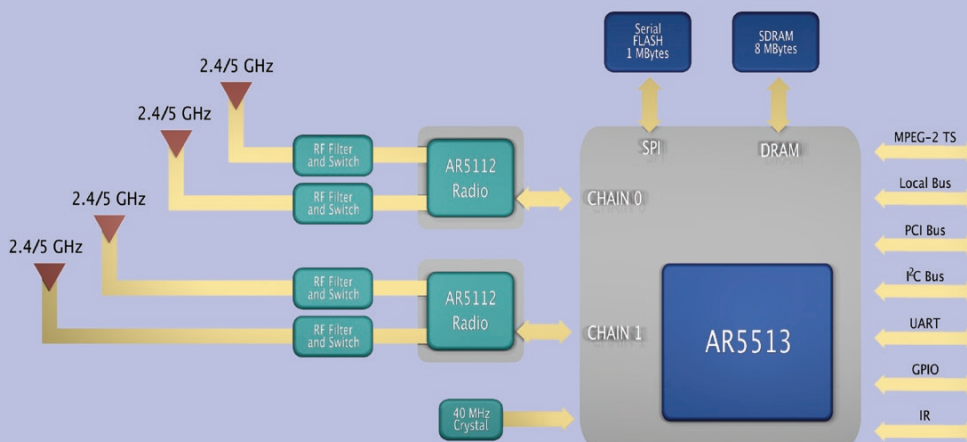 Serial
FLASH
1 MBytes
SDRAM
8 MBytes
2.4/5 GHz
2.4/5 GHz
2.4/5 GHz
2.4/5 GHz
RF Filter
and Switch
RF Filter
and Switch
AR5112
Radio
RF Filter
and Switch
RF Filter
and Switch
AR5112
Radio
40 MHz
Crystal
SPI
DRAM
CHAIN 0
CHAIN 1
AR5513
MPEG-2 TS
Local Bus
PCI Bus
I²C Bus
UART
GPIO
IR